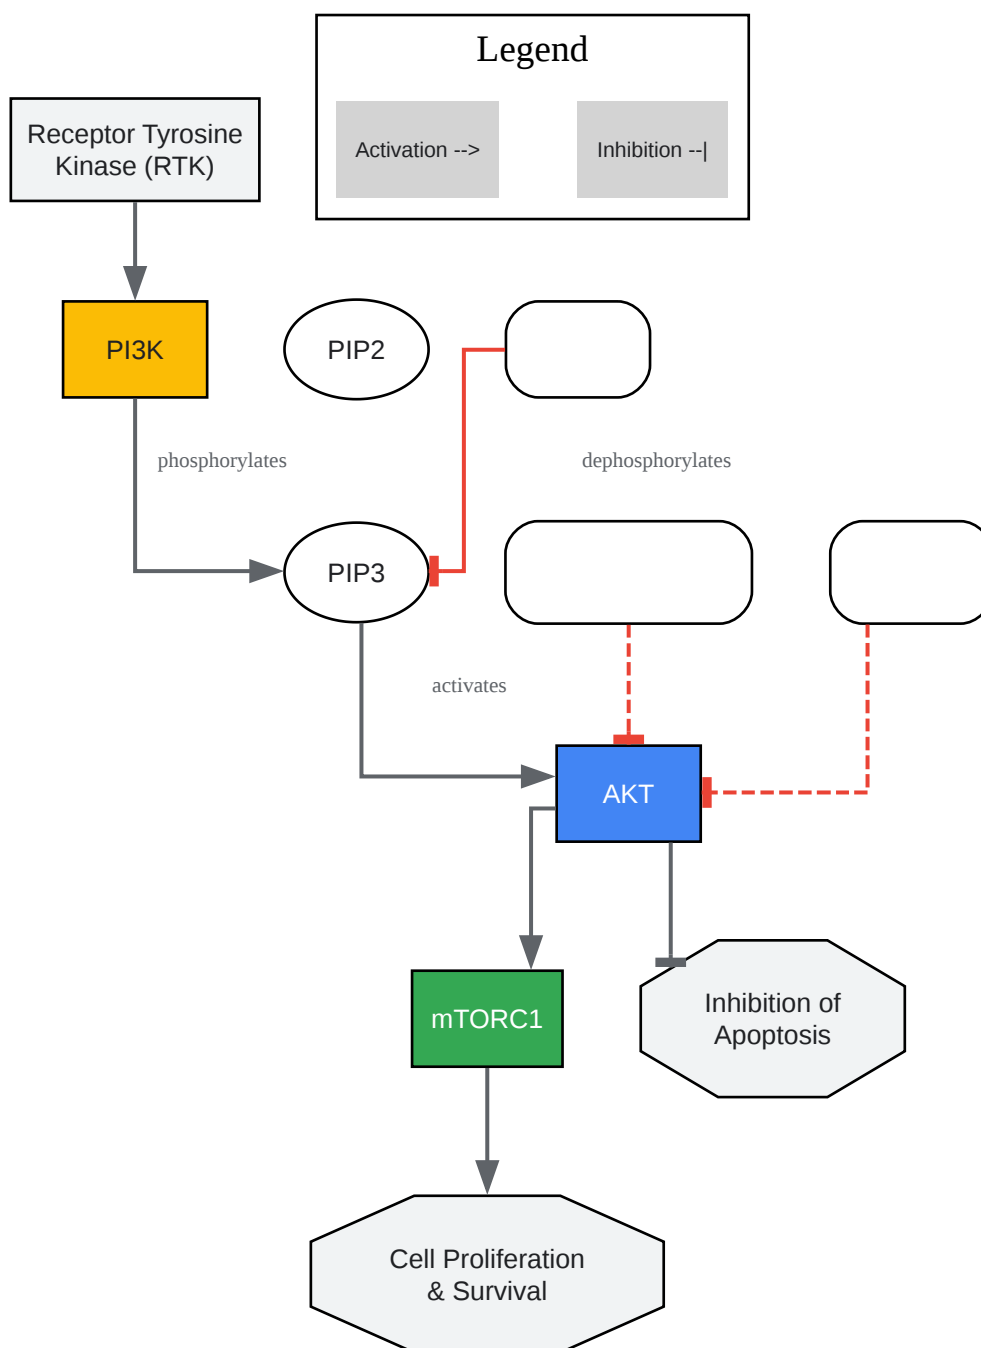 Legend
Activation -->
Inhibition --|
Receptor Tyrosine
Kinase (RTK)
PI3K
PIP2
phosphorylates
dephosphorylates
PIP3
activates
AKT
mTORC1
Inhibition of
Apoptosis
Cell Proliferation
& Survival